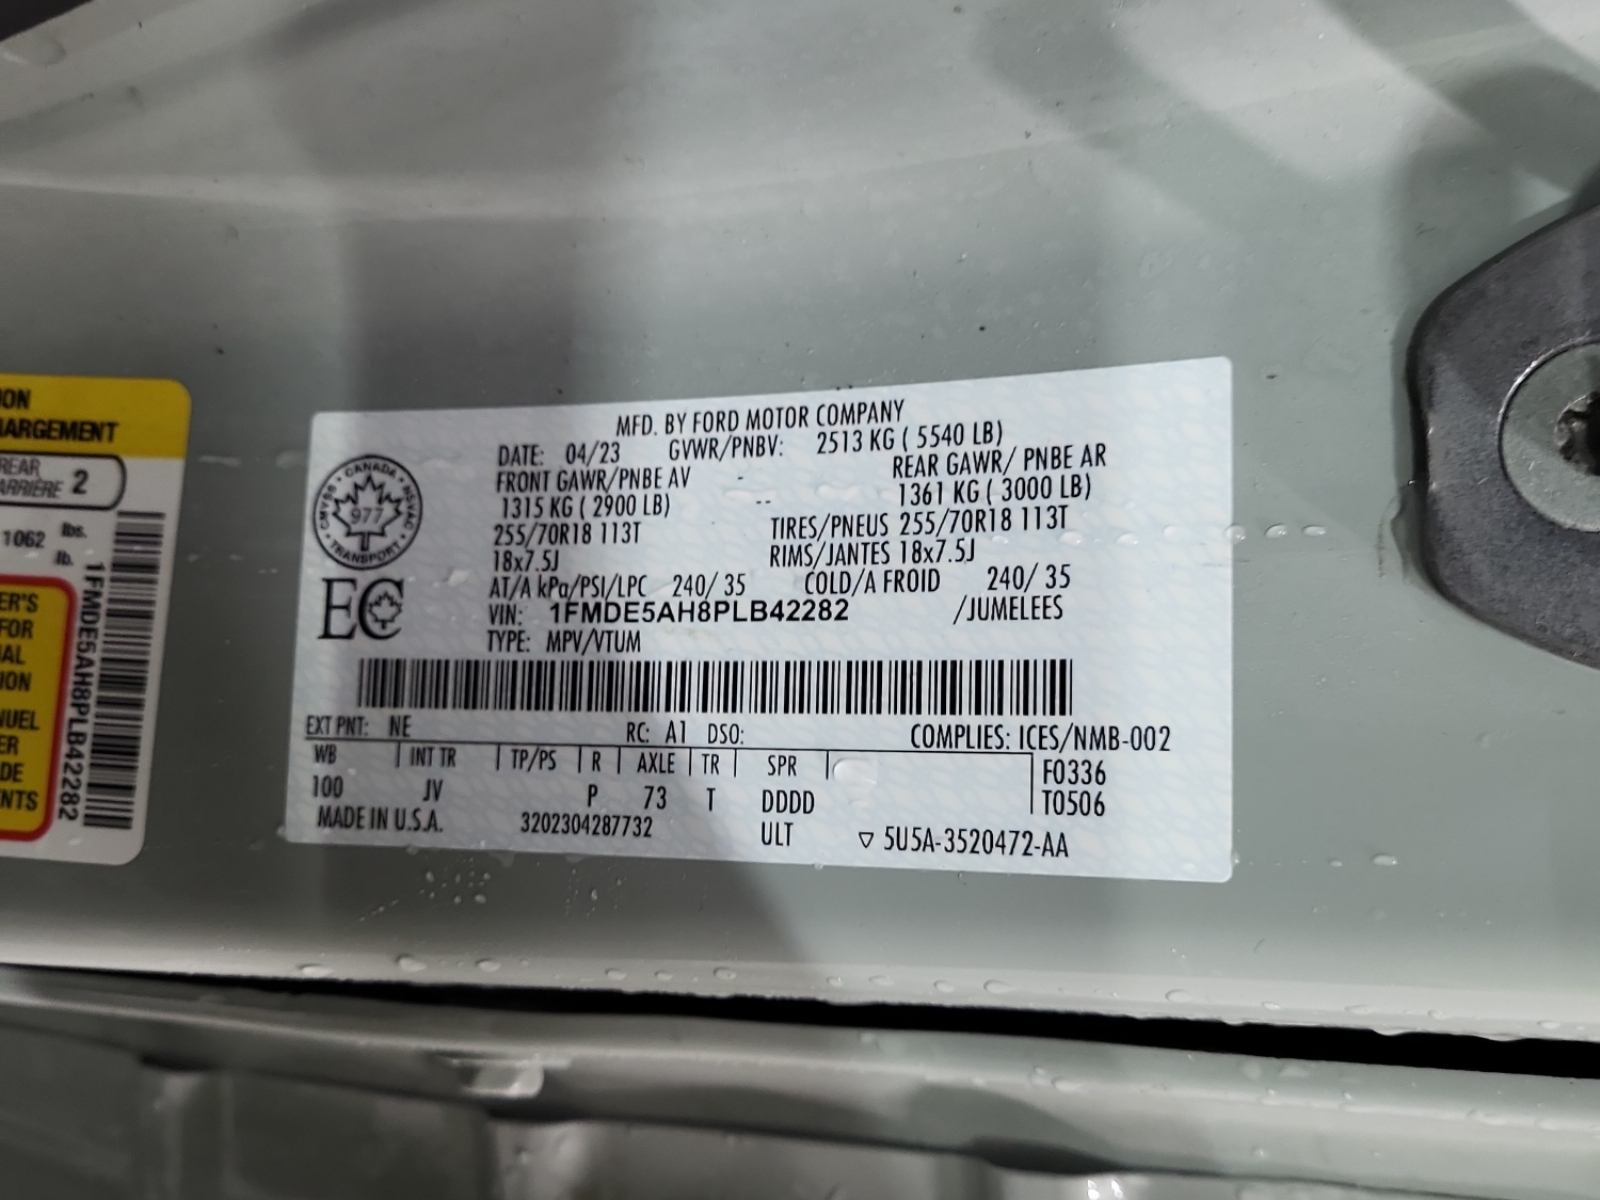 ION
HARGEMENT
REAR
ARRIÈRE 2
1062 lbs.
lb.
ER'S
FOR
AL
ION
NUEL
ER
DE
NTS
1FMDE5AH8PLB42282
MFD. BY FORD MOTOR COMPANY
DATE: 04/23 GVWR/PNBV: 2513 KG ( 5540 LB)
FRONT GAWR/PNBE AV - REAR GAWR/ PNBE AR
1315 KG ( 2900 LB) -- 1361 KG ( 3000 LB)
255/70R18 113T TIRES/PNEUS 255/70R18 113T
18x7.5J RIMS/JANTES 18x7.5J
AT/A kPa/PSI/LPC 240/ 35 COLD/A FROID 240/ 35
VIN: 1FMDE5AH8PLB42282 /JUMELEES
TYPE: MPV/VTUM
CANADA
CMVSS NSVAC
977
TRANSPORT
EC
EXT PNT: NE RC: A1 DSO: COMPLIES: ICES/NMB-002
WB INT TR TP/PS R AXLE TR SPR F0336
100 JV P 73 T DDDD T0506
MADE IN U.S.A. 3202304287732 ULT ▽ 5U5A-3520472-AA